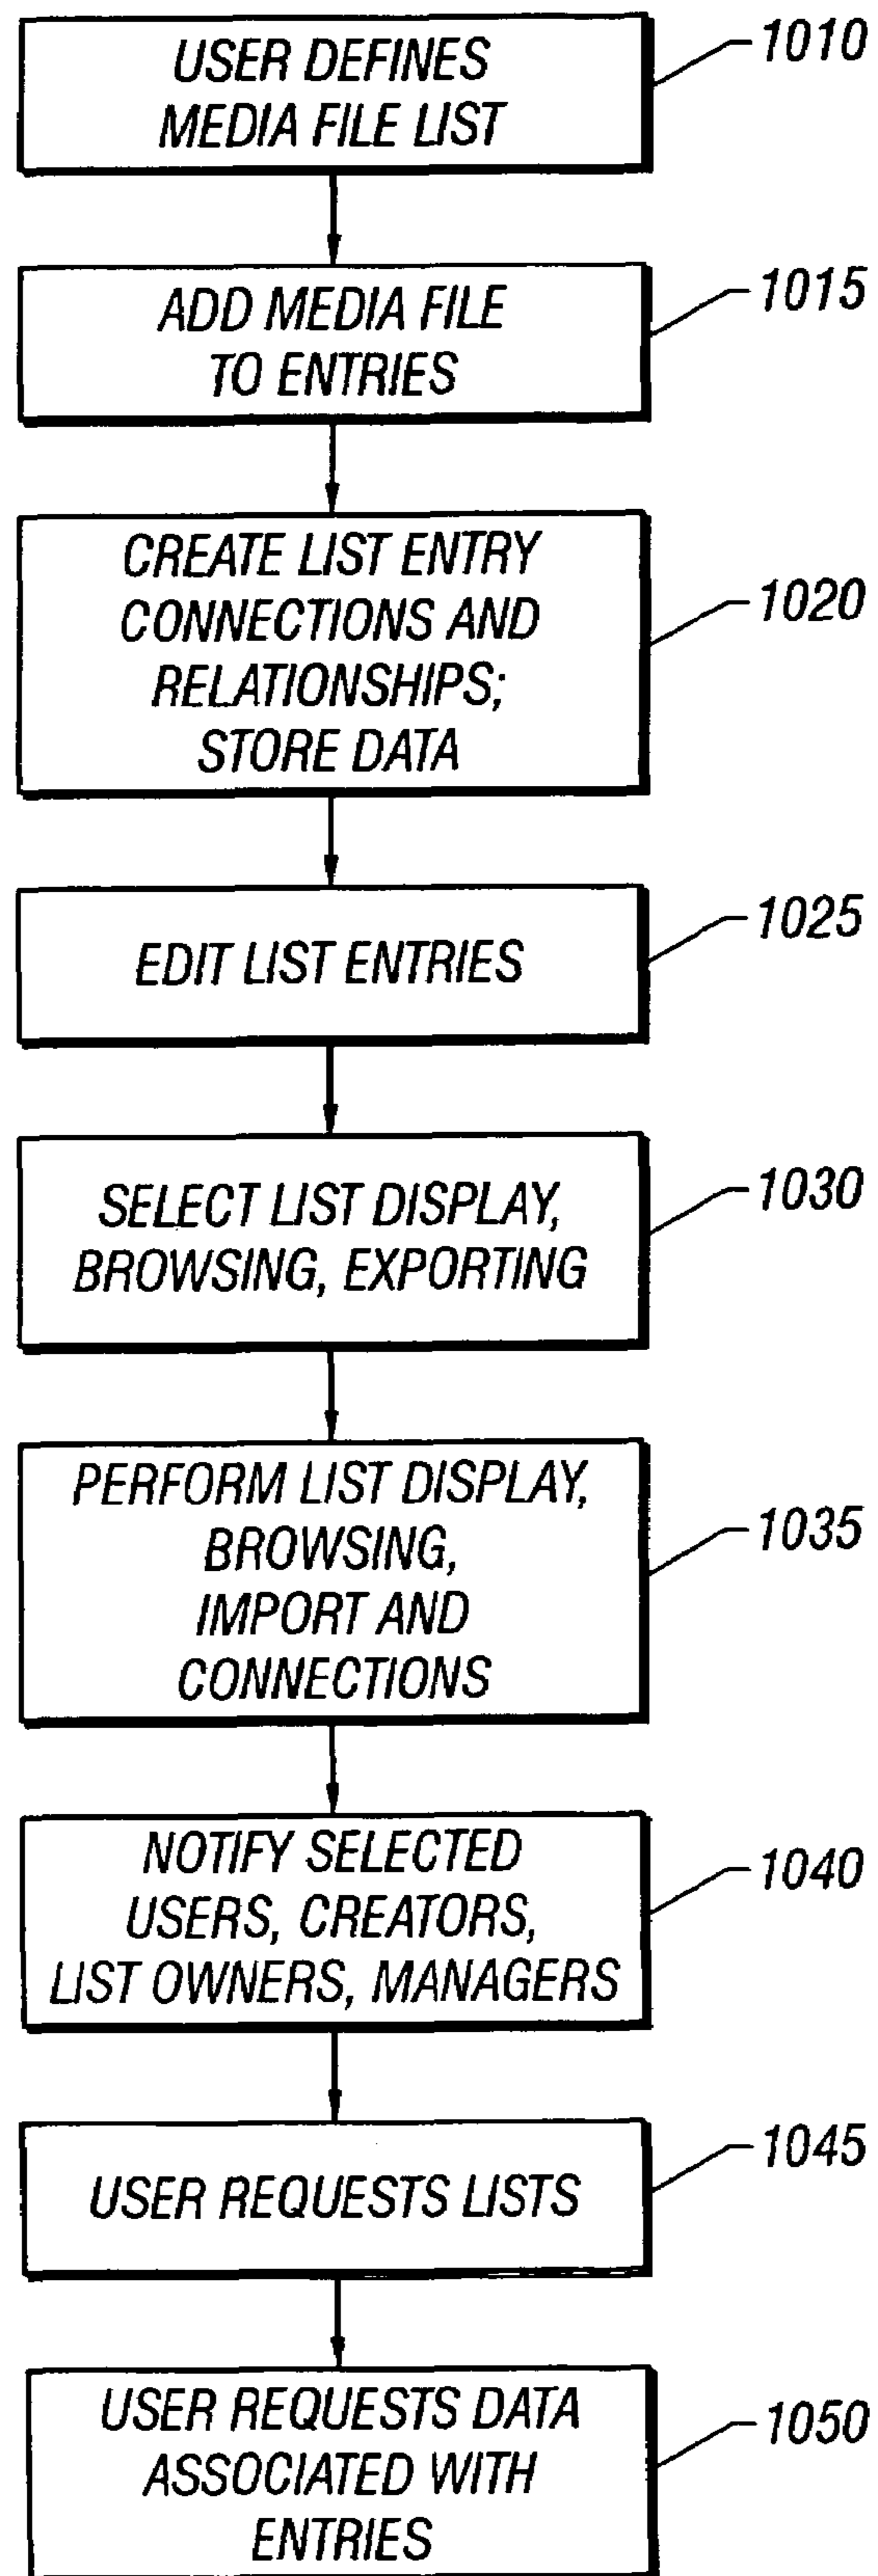 USER DEFINES
MEDIA FILE LIST
1010
ADD MEDIA FILE
TO ENTRIES
1015
CREATE LIST ENTRY
CONNECTIONS AND
RELATIONSHIPS;
STORE DATA
1020
EDIT LIST ENTRIES
1025
SELECT LIST DISPLAY,
BROWSING, EXPORTING
1030
PERFORM LIST DISPLAY,
BROWSING,
IMPORT AND
CONNECTIONS
1035
NOTIFY SELECTED
USERS, CREATORS,
LIST OWNERS, MANAGERS
1040
USER REQUESTS LISTS
1045
USER REQUESTS DATA
ASSOCIATED WITH
ENTRIES
1050